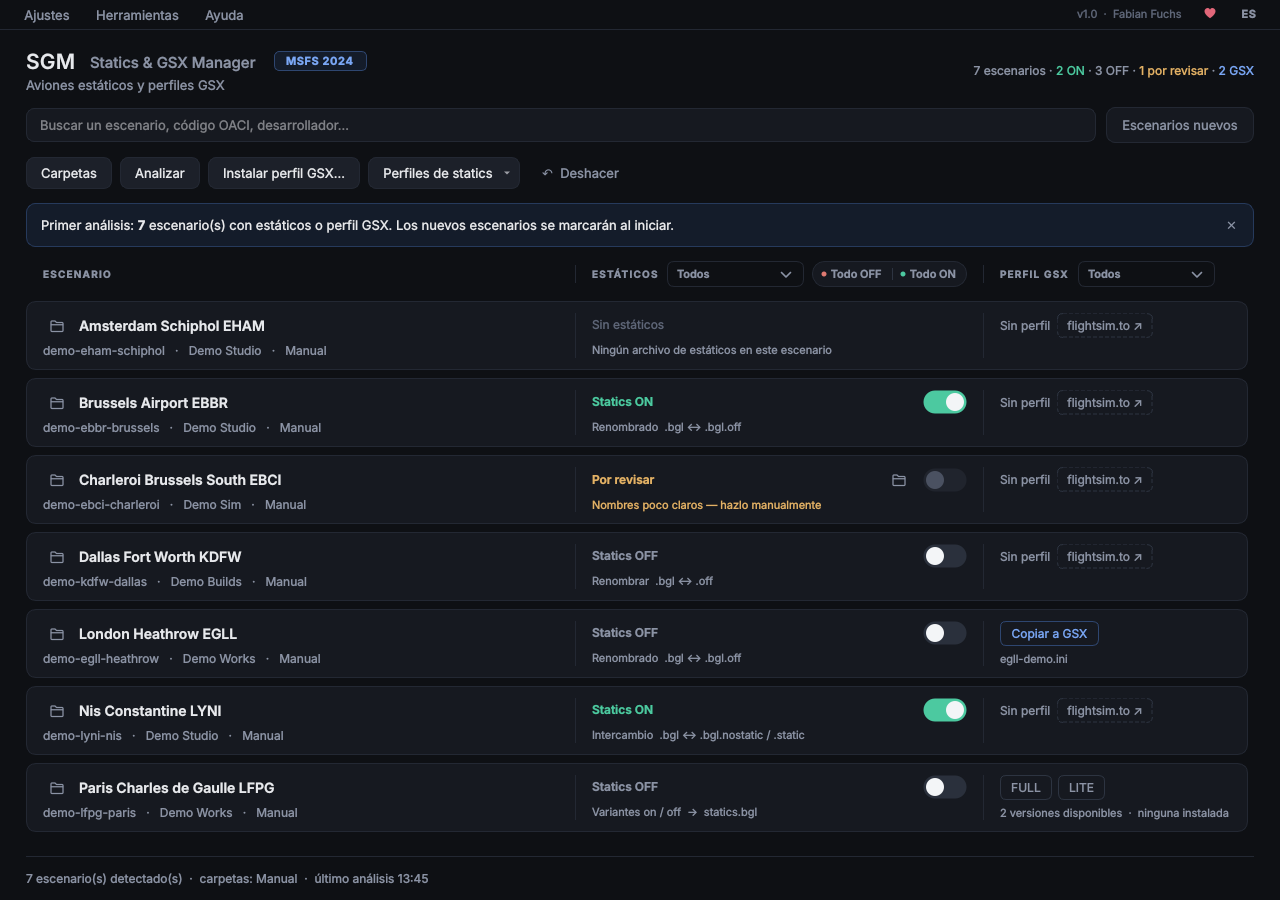 Ajustes Herramientas Ayuda v1.0 · Fabian Fuchs ♥ ES
SGM Statics & GSX Manager MSFS 2024
Aviones estáticos y perfiles GSX
7 escenarios · 2 ON · 3 OFF · 1 por revisar · 2 GSX
Buscar un escenario, código OACI, desarrollador... Escenarios nuevos
Carpetas Analizar Instalar perfil GSX... Perfiles de statics ↶ Deshacer
Primer análisis: 7 escenario(s) con estáticos o perfil GSX. Los nuevos escenarios se marcarán al iniciar. ×
ESCENARIO ESTÁTICOS Todos Todo OFF Todo ON PERFIL GSX Todos
Amsterdam Schiphol EHAM Sin estáticos Sin perfil flightsim.to ↗
demo-eham-schiphol · Demo Studio · Manual Ningún archivo de estáticos en este escenario
Brussels Airport EBBR Statics ON Sin perfil flightsim.to ↗
demo-ebbr-brussels · Demo Studio · Manual Renombrado .bgl ↔ .bgl.off
Charleroi Brussels South EBCI Por revisar Sin perfil flightsim.to ↗
demo-ebci-charleroi · Demo Sim · Manual Nombres poco claros — hazlo manualmente
Dallas Fort Worth KDFW Statics OFF Sin perfil flightsim.to ↗
demo-kdfw-dallas · Demo Builds · Manual Renombrar .bgl ↔ .off
London Heathrow EGLL Statics OFF Copiar a GSX
demo-egll-heathrow · Demo Works · Manual Renombrado .bgl ↔ .bgl.off egll-demo.ini
Nis Constantine LYNI Statics ON Sin perfil flightsim.to ↗
demo-lyni-nis · Demo Studio · Manual Intercambio .bgl ↔ .bgl.nostatic / .static
Paris Charles de Gaulle LFPG Statics OFF FULL LITE
demo-lfpg-paris · Demo Works · Manual Variantes on / off → statics.bgl 2 versiones disponibles · ninguna instalada
7 escenario(s) detectado(s) · carpetas: Manual · último análisis 13:45